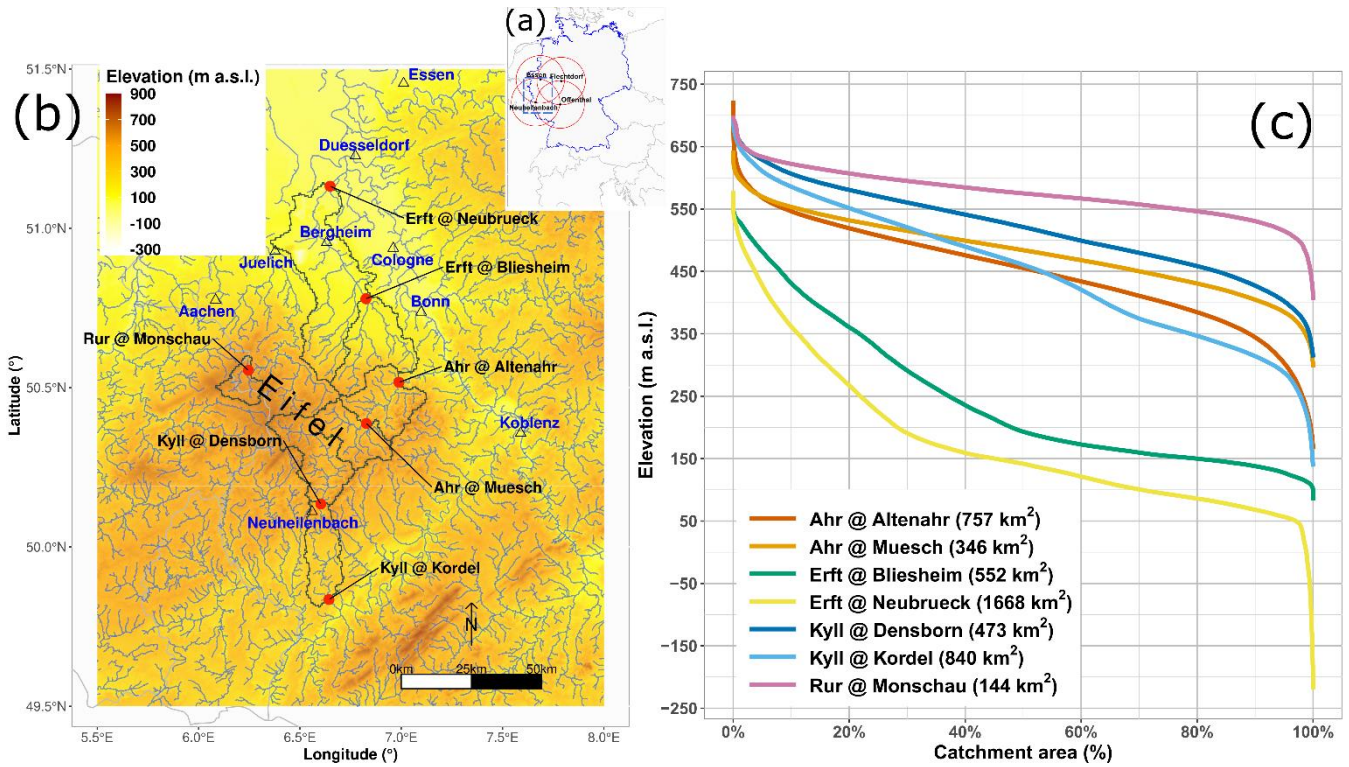 (a)
Essen
Flechtdorf
Neuheilenbach
Offenthal
(b)
Elevation (m a.s.l.)
900
700
500
300
100
-100
-300
51.5°N
51.0°N
50.5°N
50.0°N
49.5°N
Latitude (°)
Essen
Duesseldorf
Erft @ Neubrueck
Bergheim
Juelich
Cologne
Erft @ Bliesheim
Aachen
Bonn
Rur @ Monschau
Eifel
Ahr @ Altenahr
Koblenz
Kyll @ Densborn
Ahr @ Muesch
Neuheilenbach
Kyll @ Kordel
N
0km 25km 50km
5.5°E 6.0°E 6.5°E 7.0°E 7.5°E 8.0°E
Longitude (°)
(c)
750
650
550
450
350
250
150
50
−50
−150
−250
Elevation (m a.s.l.)
Ahr @ Altenahr (757 km²)
Ahr @ Muesch (346 km²)
Erft @ Bliesheim (552 km²)
Erft @ Neubrueck (1668 km²)
Kyll @ Densborn (473 km²)
Kyll @ Kordel (840 km²)
Rur @ Monschau (144 km²)
0% 20% 40% 60% 80% 100%
Catchment area (%)